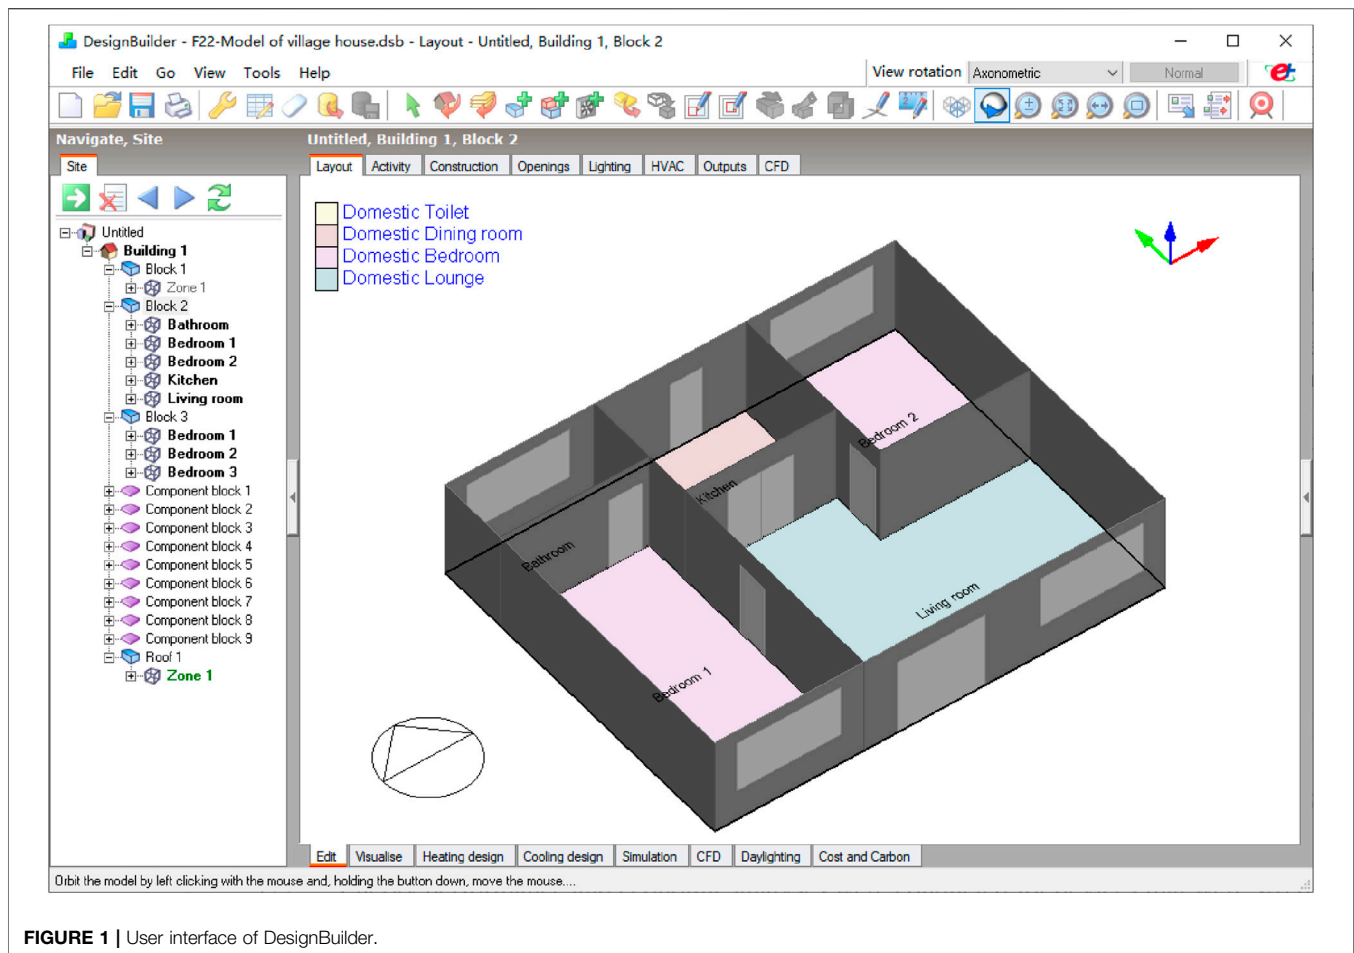 DesignBuilder - F22-Model of village house.dsb - Layout - Untitled, Building 1, Block 2
File Edit Go View Tools Help
View rotation Axonometric Normal
Navigate, Site
Untitled, Building 1, Block 2
Site
Layout Activity Construction Openings Lighting HVAC Outputs CFD
Untitled
Building 1
Block 1
Zone 1
Block 2
Bathroom
Bedroom 1
Bedroom 2
Kitchen
Living room
Block 3
Bedroom 1
Bedroom 2
Bedroom 3
Component block 1
Component block 2
Component block 3
Component block 4
Component block 5
Component block 6
Component block 7
Component block 8
Component block 9
Roof 1
Zone 1
Domestic Toilet
Domestic Dining room
Domestic Bedroom
Domestic Lounge
Bedroom 2
Kitchen
Bathroom
Living room
Bedroom 1
Edit Visualise Heating design Cooling design Simulation CFD Daylighting Cost and Carbon
Orbit the model by left clicking with the mouse and, holding the button down, move the mouse....
FIGURE 1 | User interface of DesignBuilder.